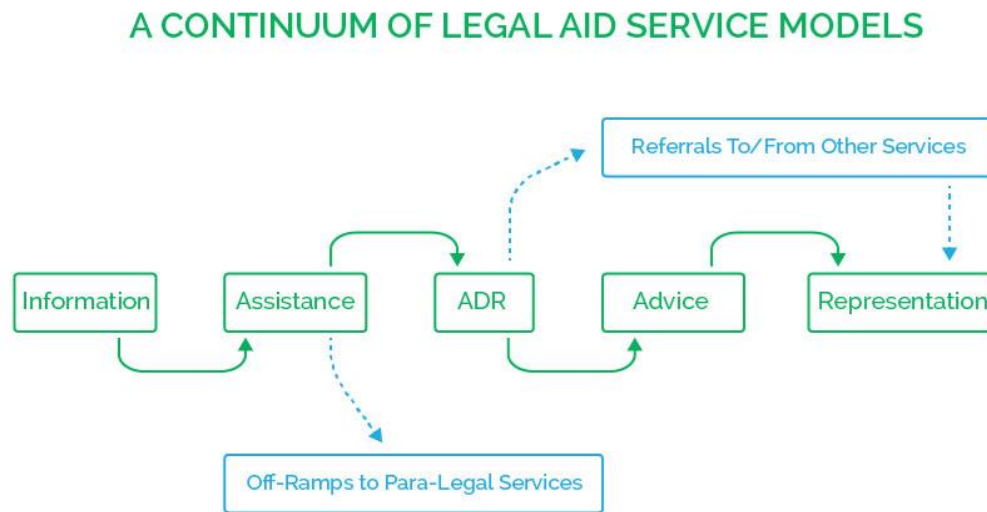 A CONTINUUM OF LEGAL AID SERVICE MODELS
Referrals To/From Other Services
Information
Assistance
ADR
Advice
Representation
Off-Ramps to Para-Legal Services